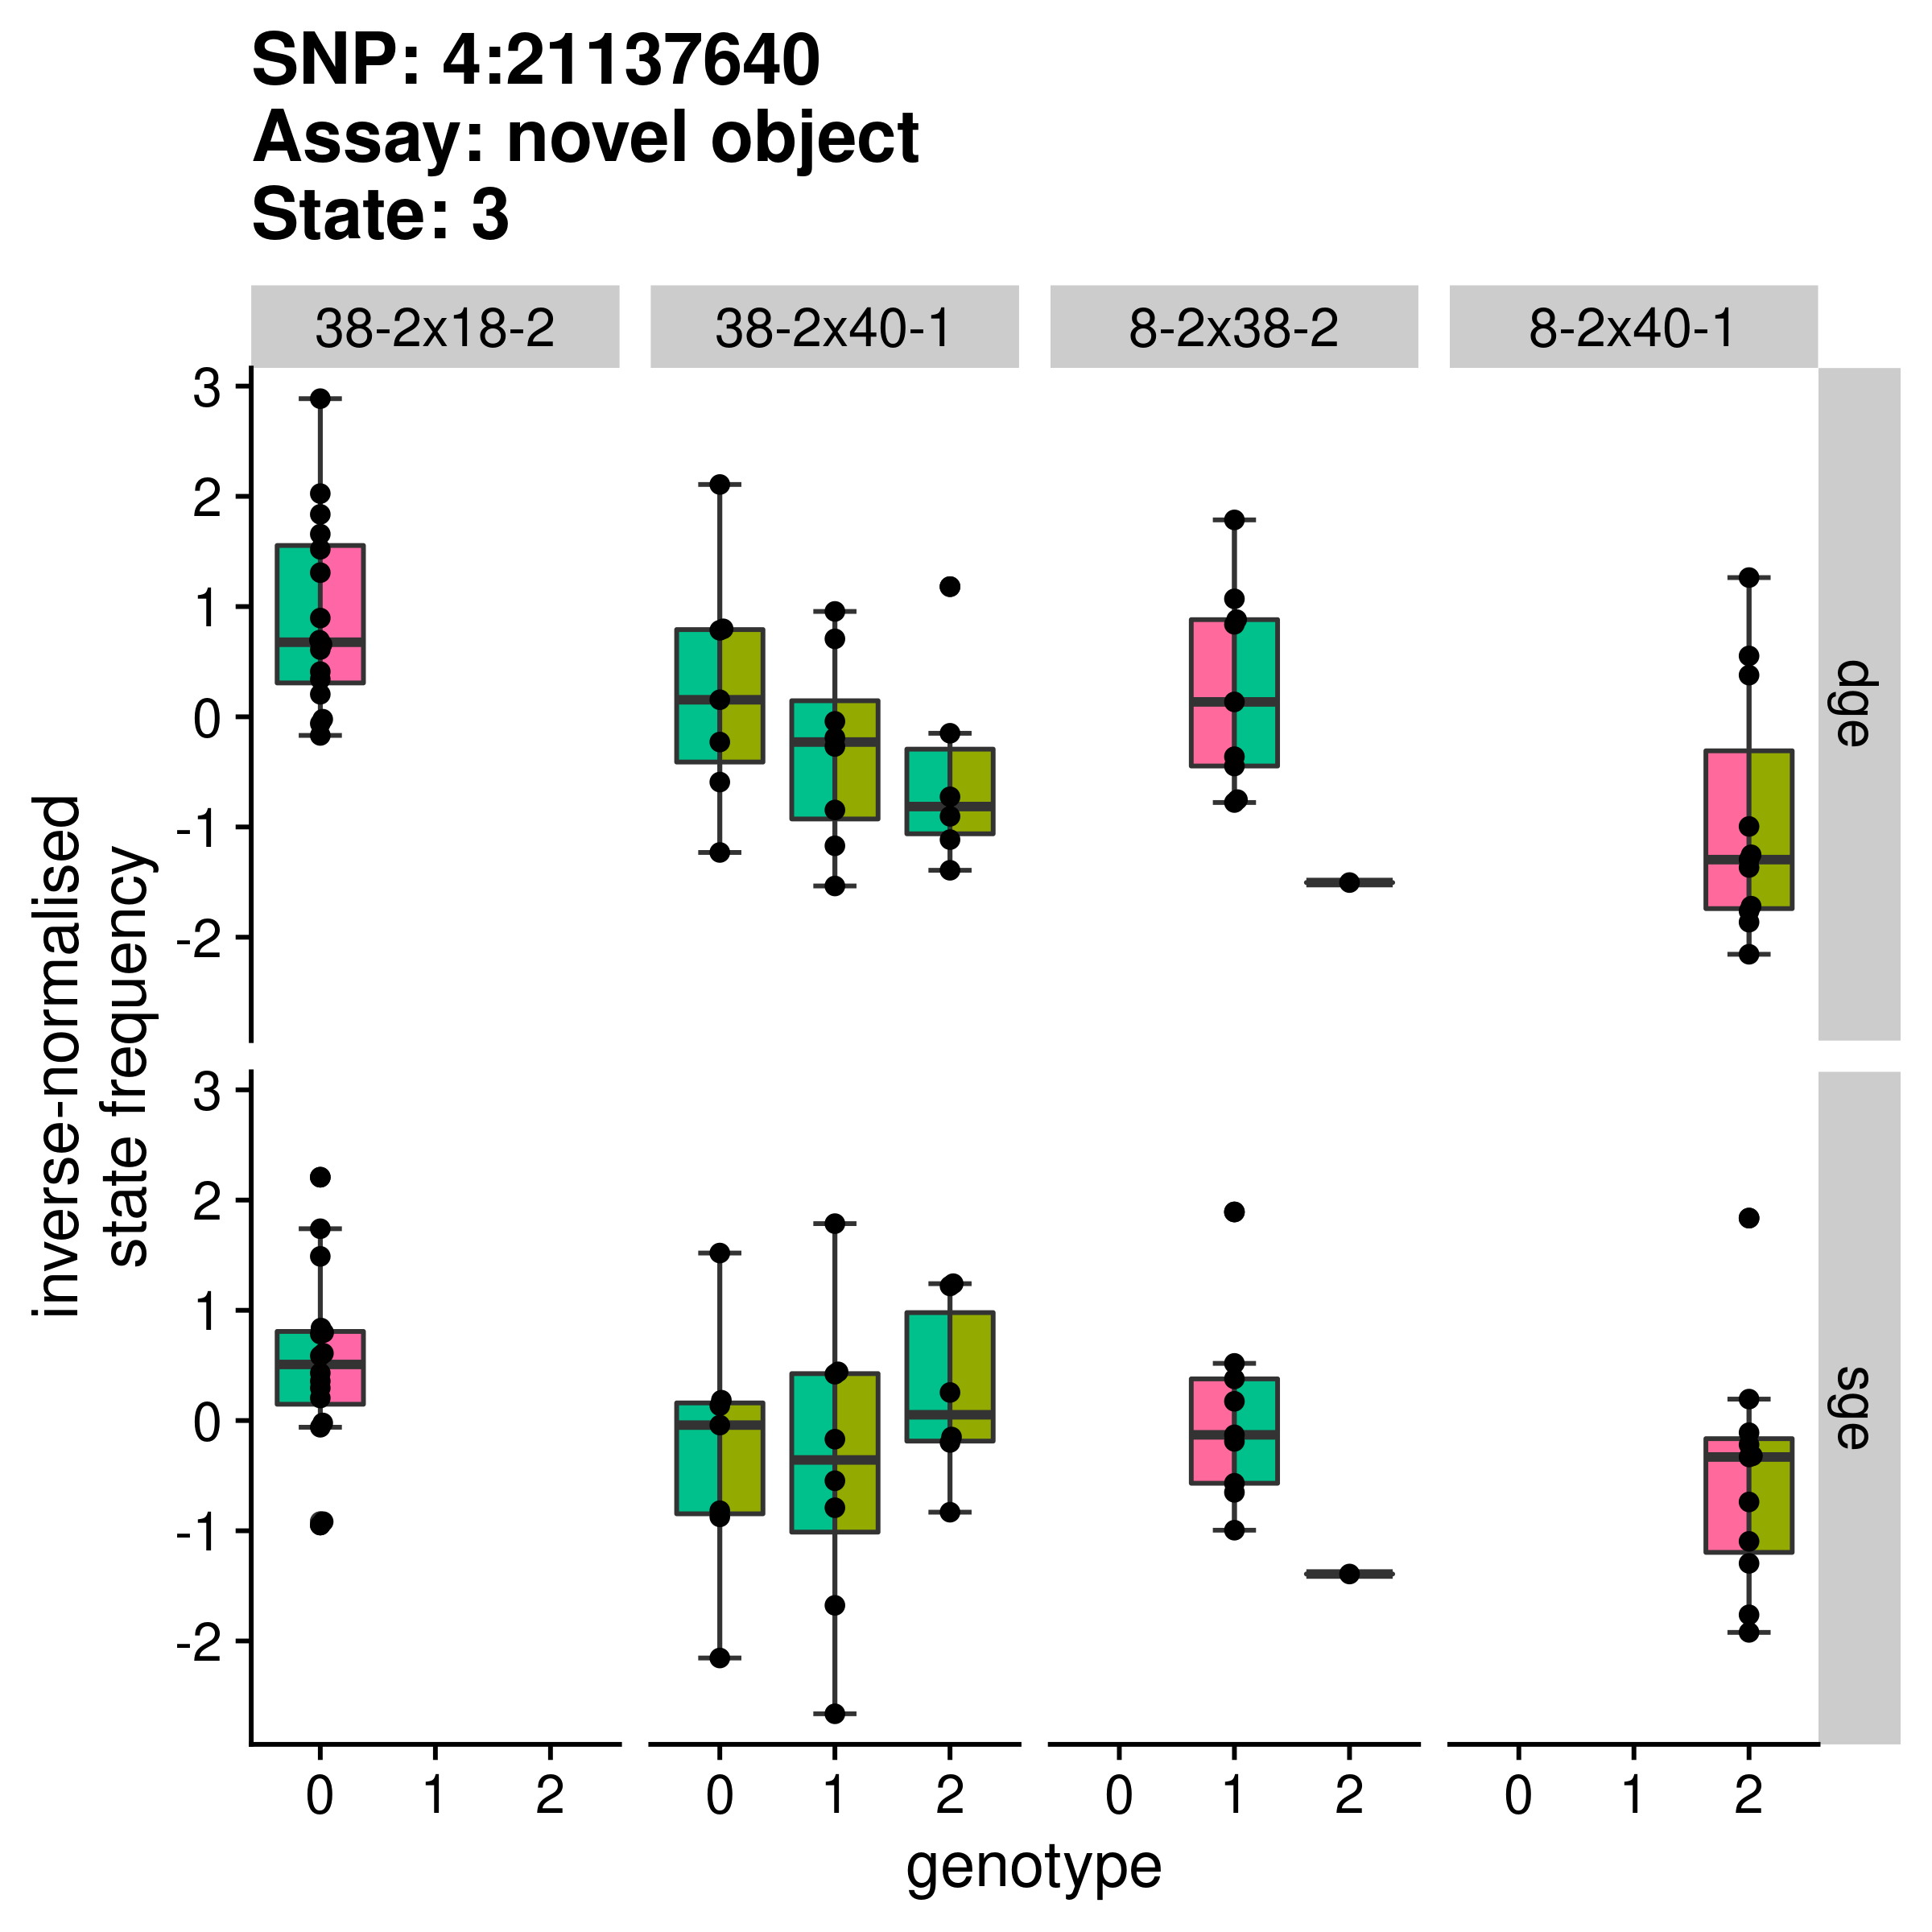 SNP: 4:21137640
Assay: novel object
State: 3
38-2x18-2
38-2x40-1
8-2x38-2
8-2x40-1
3
2
1
0
-1
-2
dge
3
2
1
0
-1
-2
sge
inverse-normalised
state frequency
0
1
2
0
1
2
0
1
2
0
1
2
genotype